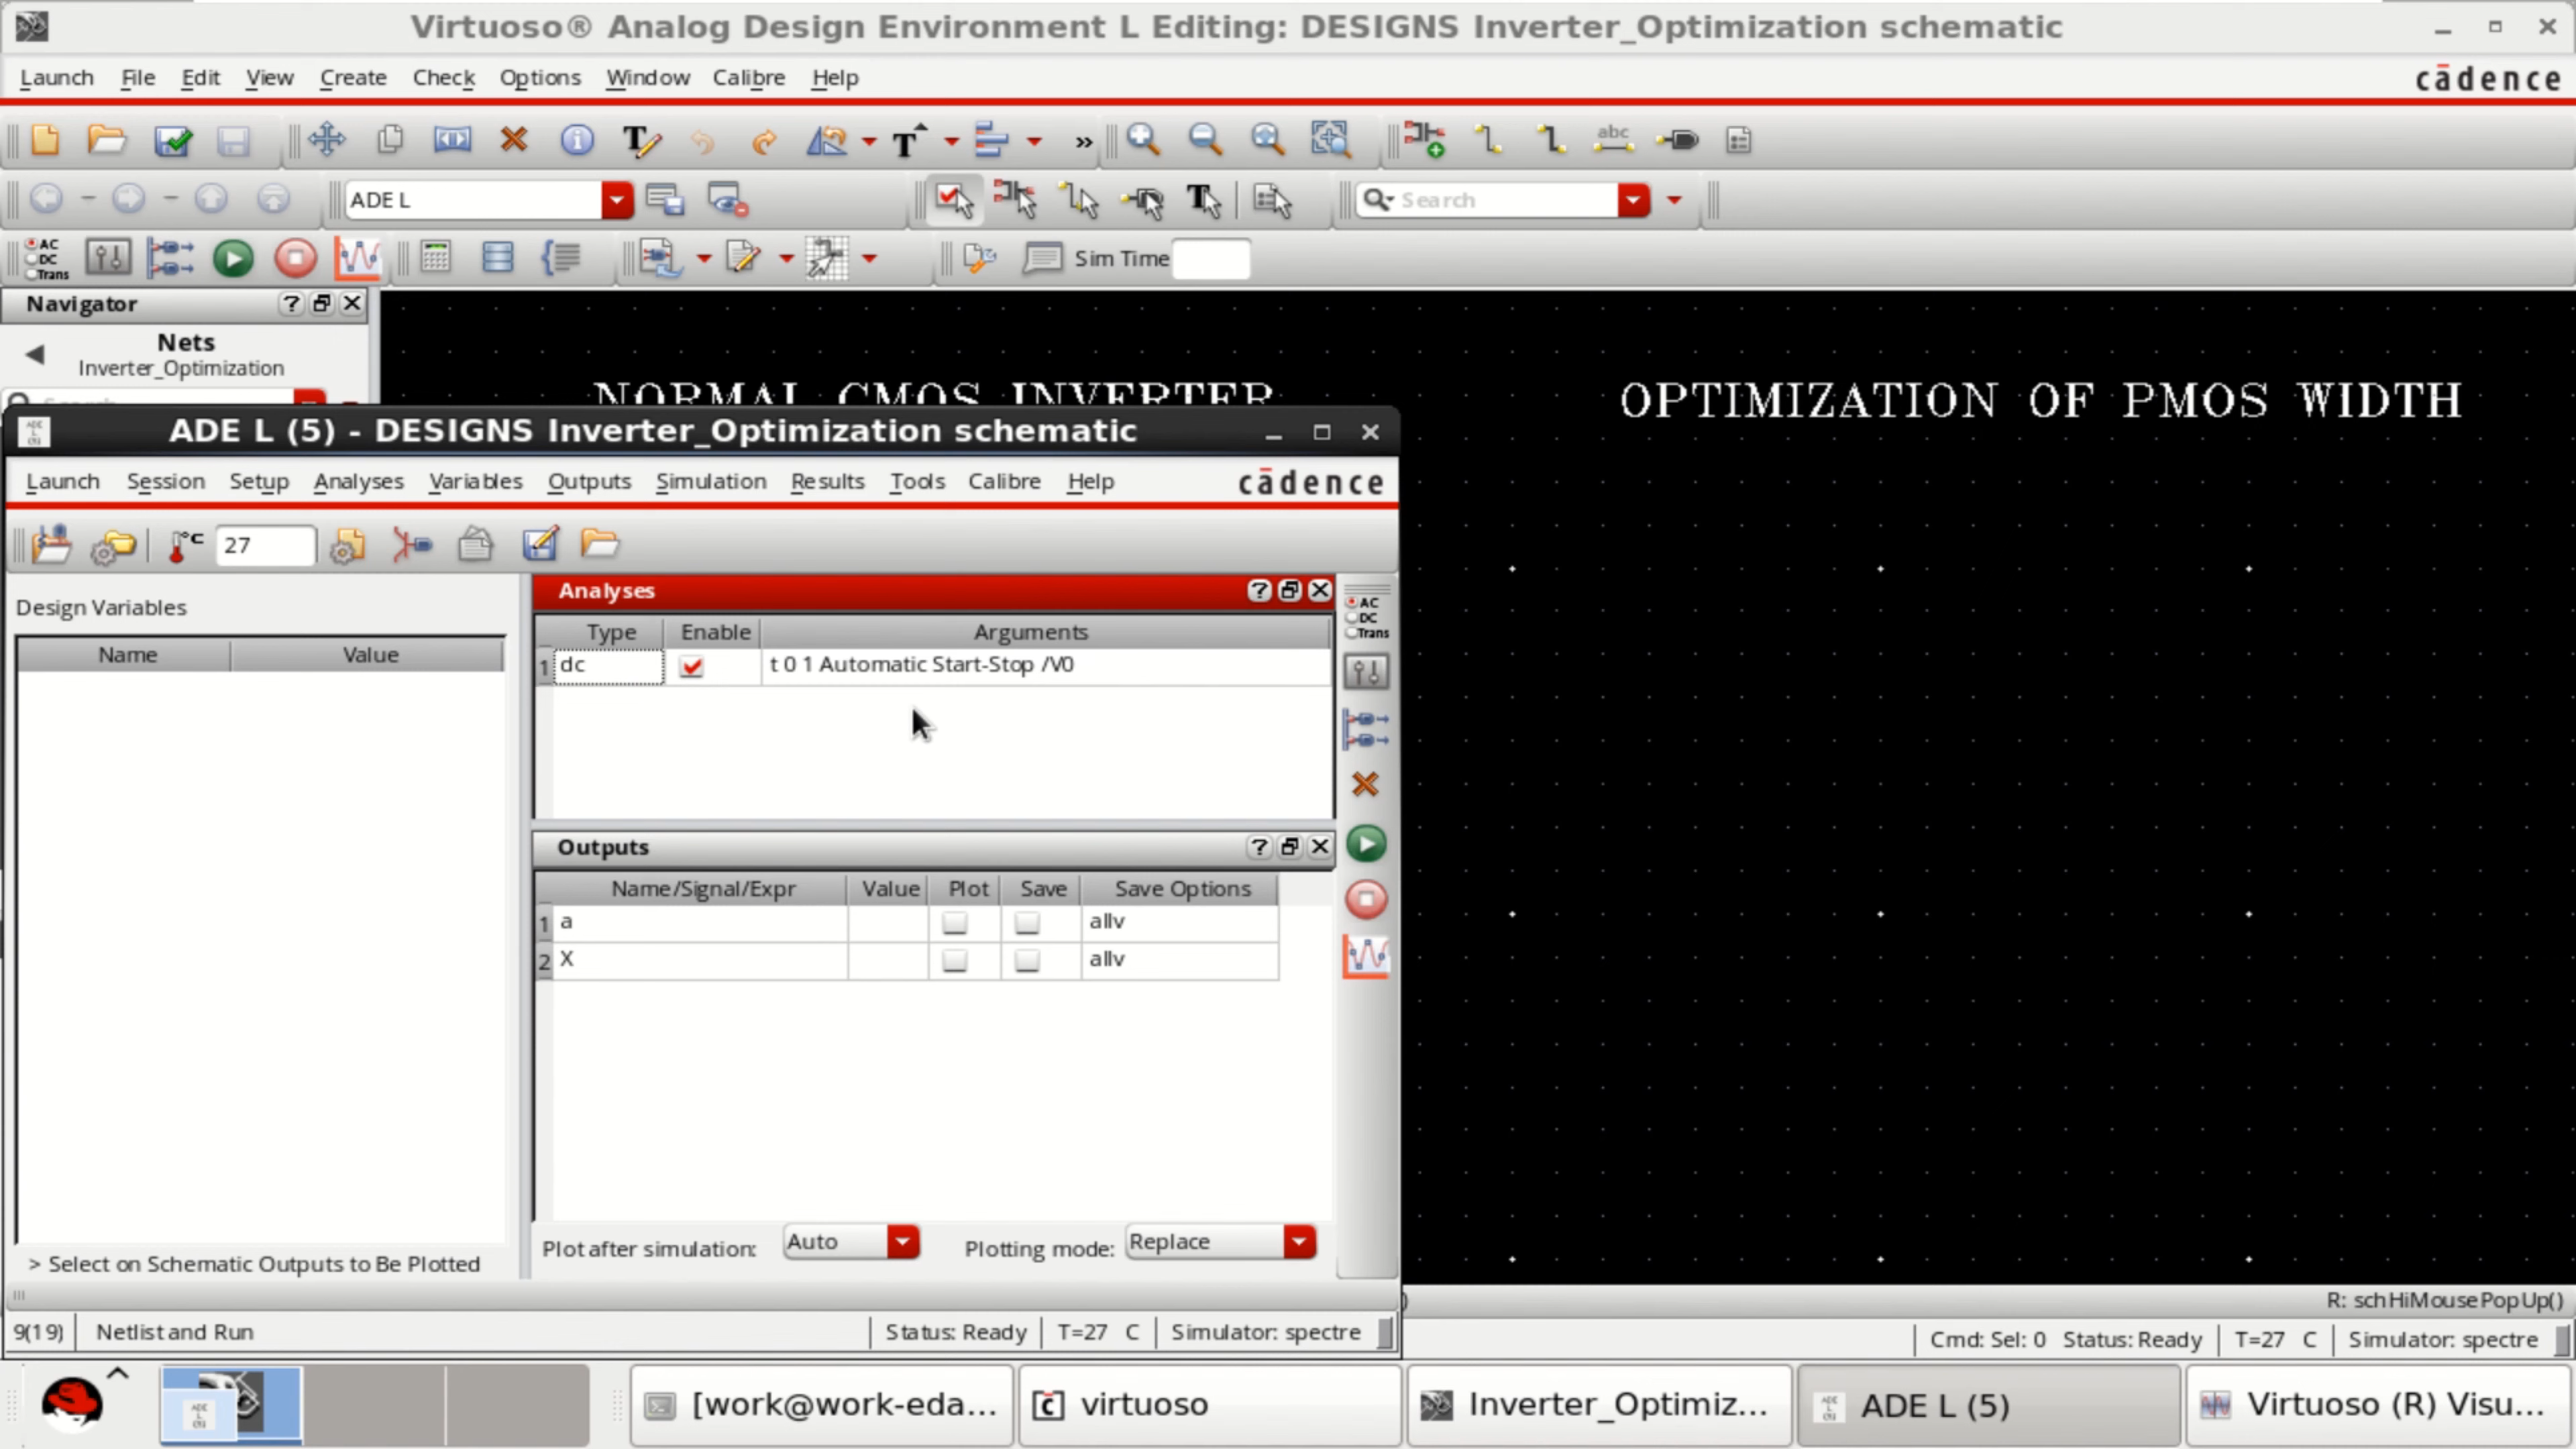 Virtuoso® Analog Design Environment L Editing: DESIGNS Inverter_Optimization schematic
Launch File Edit View Create Check Options Window Calibre Help
cādence
T T » abc
ADE L
T Search
AC
DC
Trans
Sim Time
Navigator ?
Nets
Inverter_Optimization
NORMAL CMOS INVERTER
OPTIMIZATION OF PMOS WIDTH
ADE L (5) - DESIGNS Inverter_Optimization schematic
Launch Session Setup Analyses Variables Outputs Simulation Results Tools Calibre Help
cādence
°C 27
Design Variables
Name Value
Analyses ?
Type Enable Arguments
1 dc t 0 1 Automatic Start-Stop /V0
AC
DC
Trans
Outputs ?
Name/Signal/Expr Value Plot Save Save Options
1 a allv
2 X allv
Plot after simulation: Auto Plotting mode: Replace
> Select on Schematic Outputs to Be Plotted
9(19) Netlist and Run Status: Ready T=27 C Simulator: spectre
R: schHiMousePopUp()
Cmd: Sel: 0 Status: Ready T=27 C Simulator: spectre
[work@work-eda... virtuoso Inverter_Optimiz... ADE L (5) Virtuoso (R) Visu...